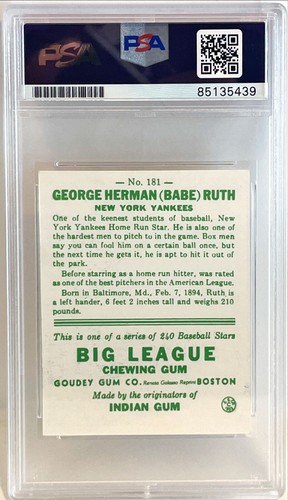 PSA
PSA
85135439
— No. 181 —
GEORGE HERMAN (BABE) RUTH
NEW YORK YANKEES
One of the keenest students of baseball, New
York Yankees Home Run Star. He is also one of
the hardest men to pitch to in the game. Box men
say you can fool him on a certain ball once, but
the next time he gets it, he is apt to hit it out of
the park.
Before starring as a home run hitter, was rated
as one of the best pitchers in the American League.
Born in Baltimore, Md., Feb. 7, 1894, Ruth is
a left hander, 6 feet 2 inches tall and weighs 210
pounds.
This is one of a series of 240 Baseball Stars
BIG LEAGUE
CHEWING GUM
GOUDEY GUM CO. Renata Galasso Reprint BOSTON
Made by the originators of
INDIAN GUM